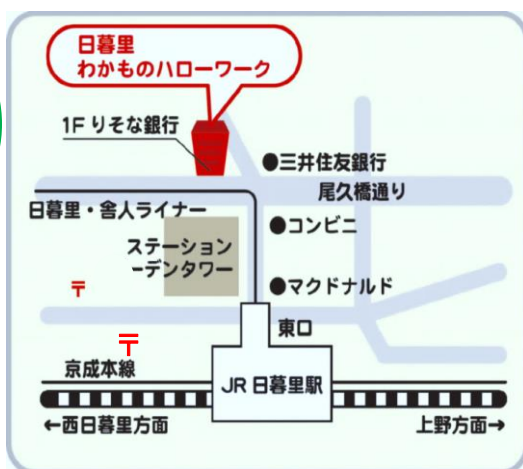 日暮里
わかものハローワーク
1F りそな銀行
●三井住友銀行
尾久橋通り
日暮里・舎人ライナー
●コンビニ
ステーション
ーデンタワー
●マクドナルド
〒
東口
〒
京成本線
JR 日暮里駅
←西日暮里方面
上野方面→